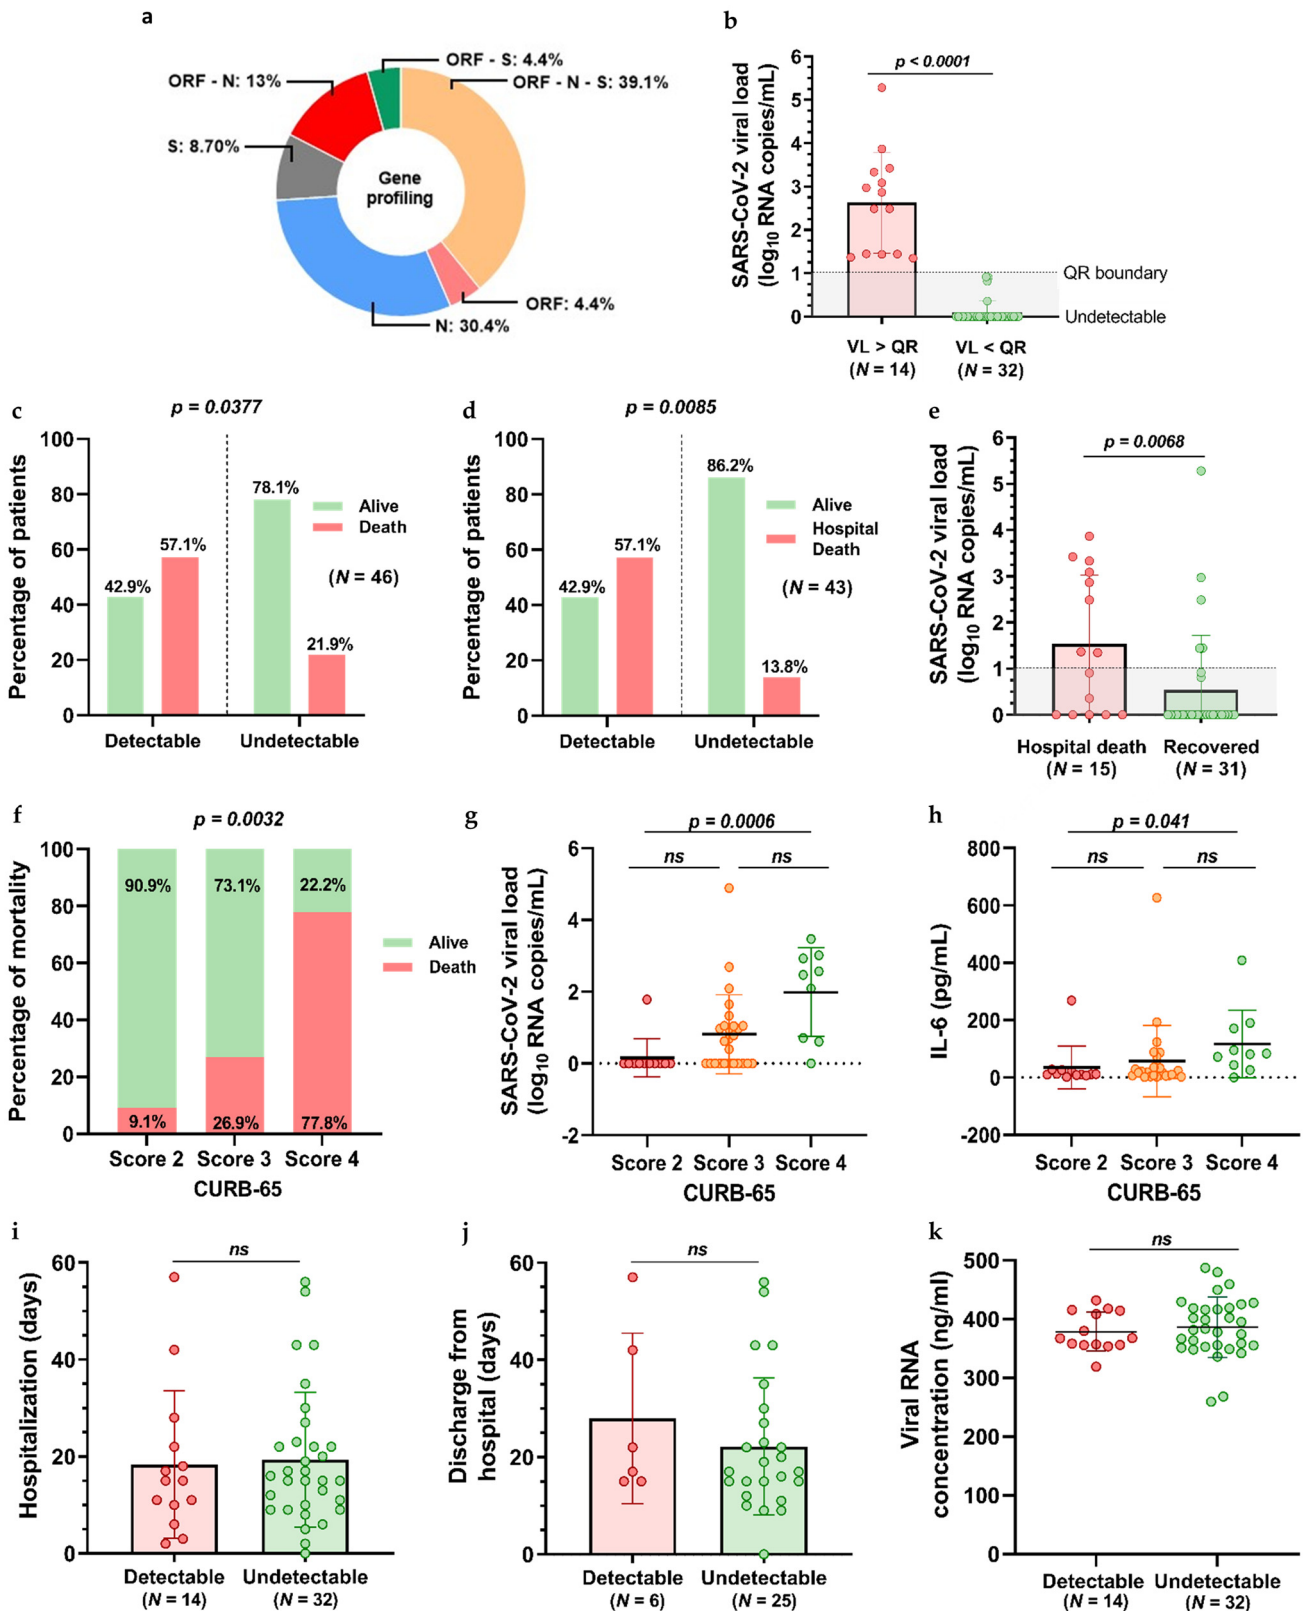 a
ORF - S: 4.4%
ORF - N: 13%
ORF - N - S: 39.1%
S: 8.70%
Gene
profiling
ORF: 4.4%
N: 30.4%
b
SARS-CoV-2 viral load
(log10 RNA copies/mL)
6
5
4
3
2
1
0
p < 0.0001
QR boundary
Undetectable
VL > QR
(N = 14)
VL < QR
(N = 32)
c
p = 0.0377
Percentage of patients
100
80
60
40
20
0
42.9%
57.1%
78.1%
21.9%
Alive
Death
(N = 46)
Detectable
Undetectable
d
p = 0.0085
Percentage of patients
100
80
60
40
20
0
42.9%
57.1%
86.2%
13.8%
Alive
Hospital
Death
(N = 43)
Detectable
Undetectable
e
SARS-CoV-2 viral load
(log10 RNA copies/mL)
6
5
4
3
2
1
0
p = 0.0068
Hospital death
(N = 15)
Recovered
(N = 31)
f
p = 0.0032
Percentage of mortality
100
80
60
40
20
0
90.9%
73.1%
22.2%
9.1%
26.9%
77.8%
Alive
Death
Score 2
Score 3
Score 4
CURB-65
g
SARS-CoV-2 viral load
(log10 RNA copies/mL)
6
4
2
0
-2
p = 0.0006
ns
ns
Score 2
Score 3
Score 4
CURB-65
h
IL-6 (pg/mL)
800
600
400
200
0
-200
p = 0.041
ns
ns
Score 2
Score 3
Score 4
CURB-65
i
Hospitalization (days)
60
40
20
0
ns
Detectable
(N = 14)
Undetectable
(N = 32)
j
Discharge from
hospital (days)
60
40
20
0
ns
Detectable
(N = 6)
Undetectable
(N = 25)
k
Viral RNA
concentration (ng/ml)
500
400
300
200
100
0
ns
Detectable
(N = 14)
Undetectable
(N = 32)